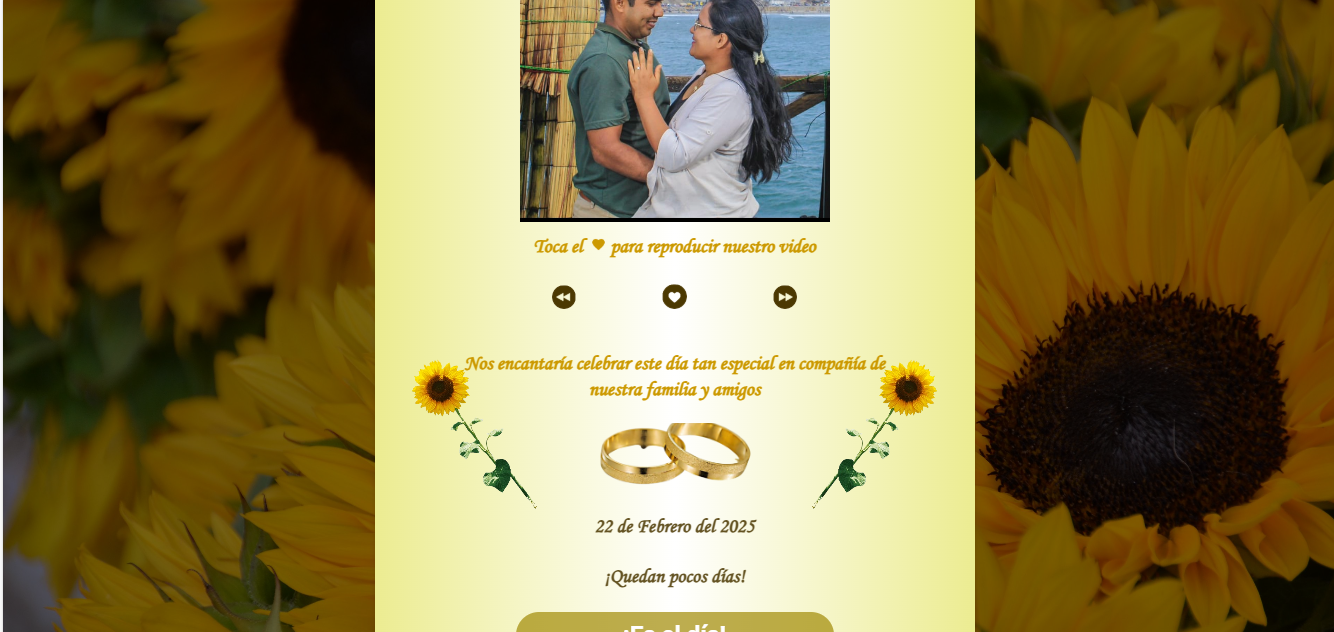 Toca el ♥ para reproducir nuestro video
Nos encantaría celebrar este día tan especial en compañía de
nuestra familia y amigos
22 de Febrero del 2025
¡Quedan pocos días!
¡Es el día!